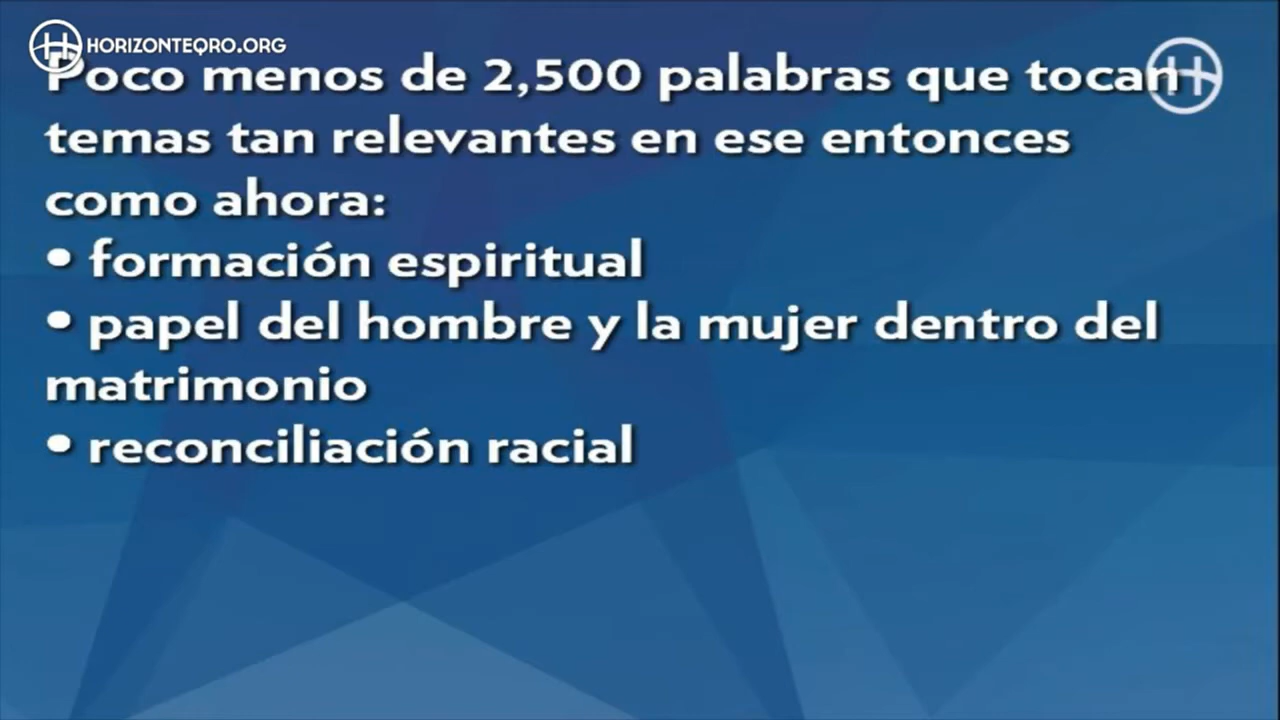 HORIZONTEQRO.ORG
Poco menos de 2,500 palabras que tocan
temas tan relevantes en ese entonces
como ahora:
• formación espiritual
• papel del hombre y la mujer dentro del
matrimonio
• reconciliación racial